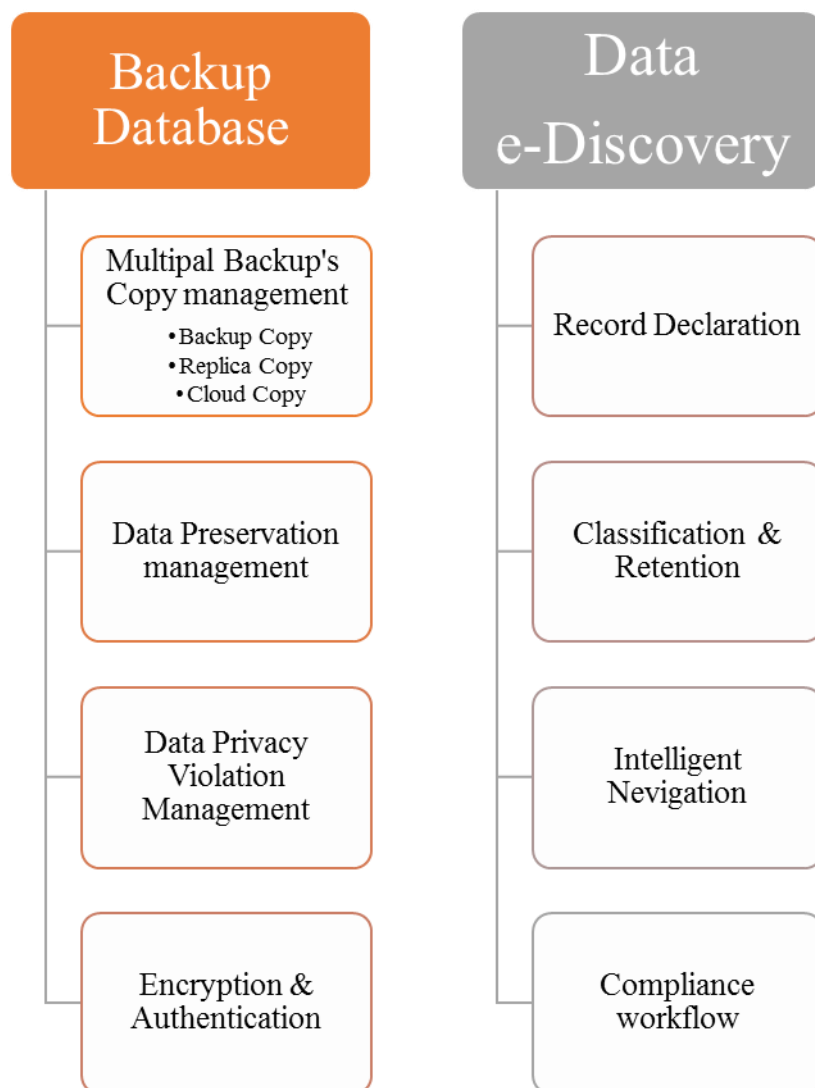 Backup
Database
Multipal Backup's
Copy management
•Backup Copy
•Replica Copy
•Cloud Copy
Data Preservation
management
Data Privacy
Violation
Management
Encryption &
Authentication
Data
e-Discovery
Record Declaration
Classification &
Retention
Intelligent
Nevigation
Compliance
workflow